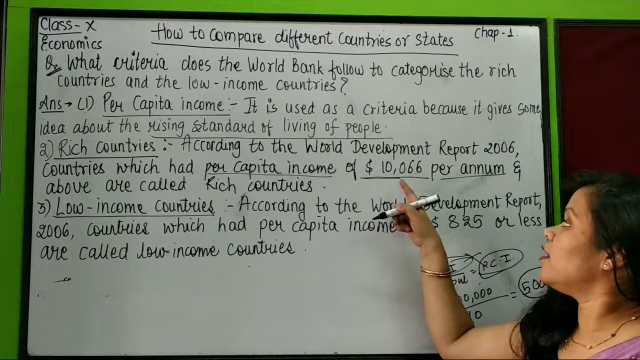 Class - X
How to Compare different Countries or States
Chap - 1.
Economics
Q. What criteria does the World Bank follow to categorise the rich
countries and the low-income countries?
Ans → (1) Per Capita income :- It is used as a criteria because it gives some
idea about the rising standard of living of people.
2) Rich Countries :- According to the World Development Report 2006,
Countries which had per capita income of $ 10,066 per annum &
above are called Rich countries.
3) Low-income Countries :- According to the World Development Report,
2006, countries which had per capita income $ 825 or less
are called low-income Countries.
= P.C.I